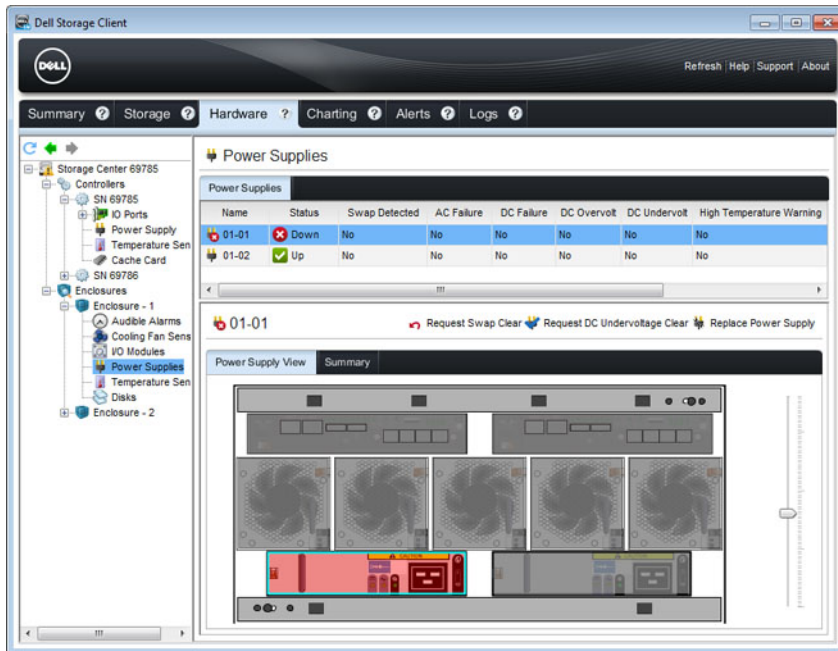 Dell Storage Client
DELL
Refresh Help Support About
Summary ? Storage ? Hardware ? Charting ? Alerts ? Logs ?
Storage Center 69785
Controllers
SN 69785
IO Ports
Power Supply
Temperature Sen
Cache Card
SN 69786
Enclosures
Enclosure - 1
Audible Alarms
Cooling Fan Sens
I/O Modules
Power Supplies
Temperature Sen
Disks
Enclosure - 2
Power Supplies
Power Supplies
Name Status Swap Detected AC Failure DC Failure DC Overvolt DC Undervolt High Temperature Warning
01-01 Down No No No No No No
01-02 Up No No No No No No
01-01 Request Swap Clear Request DC Undervoltage Clear Replace Power Supply
Power Supply View Summary
CAUTION
CAUTION